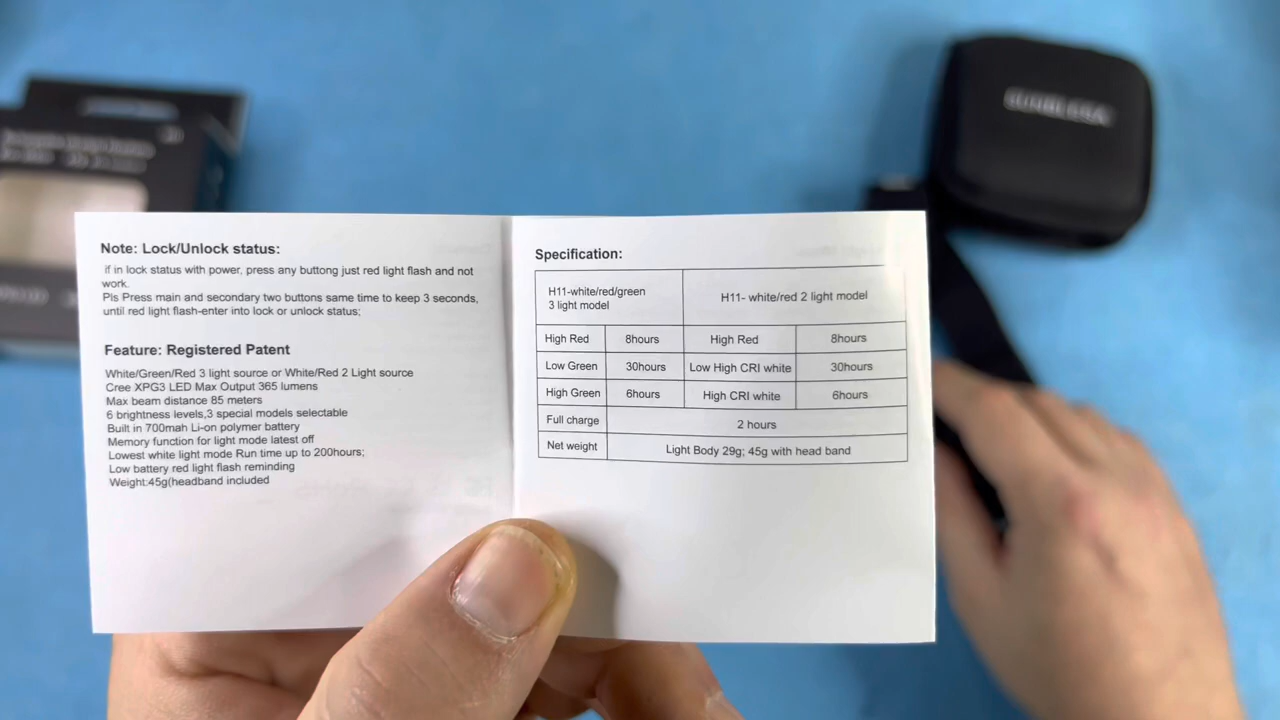 Note: Lock/Unlock status:
if in lock status with power, press any buttong just red light flash and not
work.
Pls Press main and secondary two buttons same time to keep 3 seconds,
until red light flash-enter into lock or unlock status;
Feature: Registered Patent
White/Green/Red 3 light source or White/Red 2 Light source
Cree XPG3 LED Max Output 365 lumens
Max beam distance 85 meters
6 brightness levels,3 special models selectable
Built in 700mah Li-on polymer battery
Memory function for light mode latest off
Lowest white light mode Run time up to 200hours;
Low battery red light flash reminding
Weight:45g(headband included
Specification:
H11-white/red/green
3 light model
H11- white/red 2 light model
High Red 8hours High Red 8hours
Low Green 30hours Low High CRI white 30hours
High Green 6hours High CRI white 6hours
Full charge 2 hours
Net weight Light Body 29g; 45g with head band